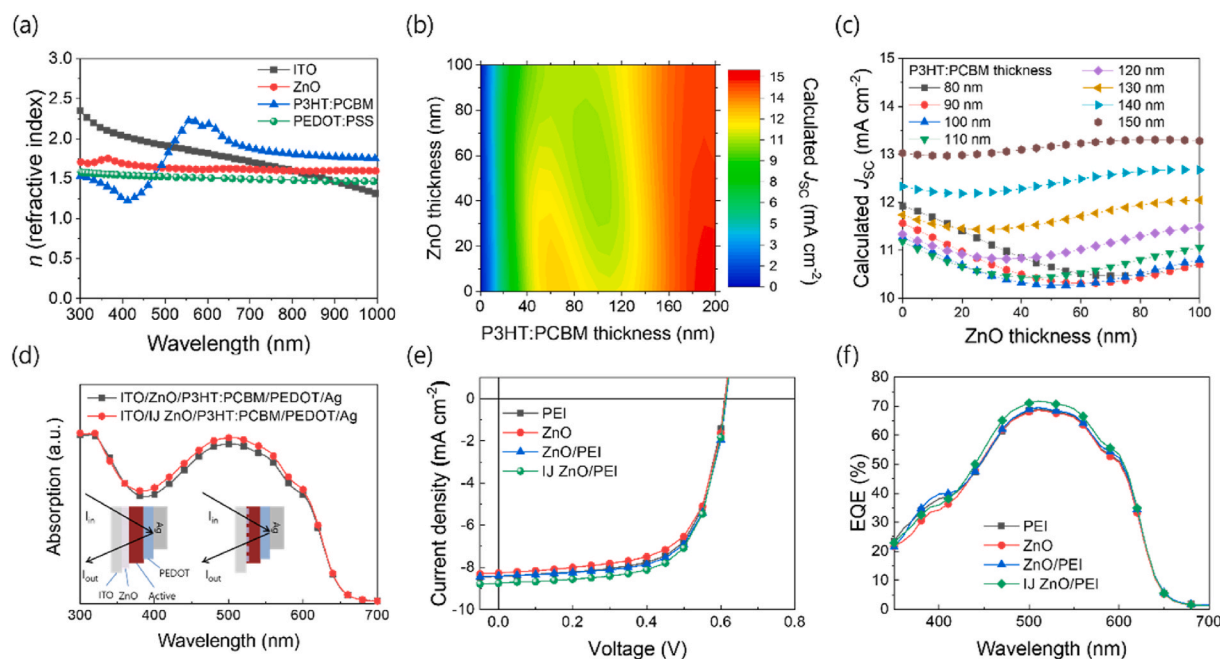 (a)
3.0
2.5
2.0
1.5
1.0
0.5
0.0
n (refractive index)
ITO
ZnO
P3HT:PCBM
PEDOT:PSS
300 400 500 600 700 800 900 1000
Wavelength (nm)
(b)
100
80
60
40
20
0
ZnO thickness (nm)
0 40 80 120 160 200
P3HT:PCBM thickness (nm)
15
14
12
11
9
8
6
5
3
2
0
Calculated JSC (mA cm−2)
(c)
15
14
13
12
11
10
Calculated JSC (mA cm−2)
P3HT:PCBM thickness
80 nm
90 nm
100 nm
110 nm
120 nm
130 nm
140 nm
150 nm
0 20 40 60 80 100
ZnO thickness (nm)
(d)
Absorption (a.u.)
ITO/ZnO/P3HT:PCBM/PEDOT/Ag
ITO/IJ ZnO/P3HT:PCBM/PEDOT/Ag
Iin
Iout
Ag
PEDOT
ITO ZnO Active
Iin
Iout
Ag
300 400 500 600 700
Wavelength (nm)
(e)
0
-2
-4
-6
-8
-10
Current density (mA cm−2)
PEI
ZnO
ZnO/PEI
IJ ZnO/PEI
0.0 0.2 0.4 0.6 0.8
Voltage (V)
(f)
80
70
60
50
40
30
20
10
0
EQE (%)
PEI
ZnO
ZnO/PEI
IJ ZnO/PEI
400 500 600 700
Wavelength (nm)